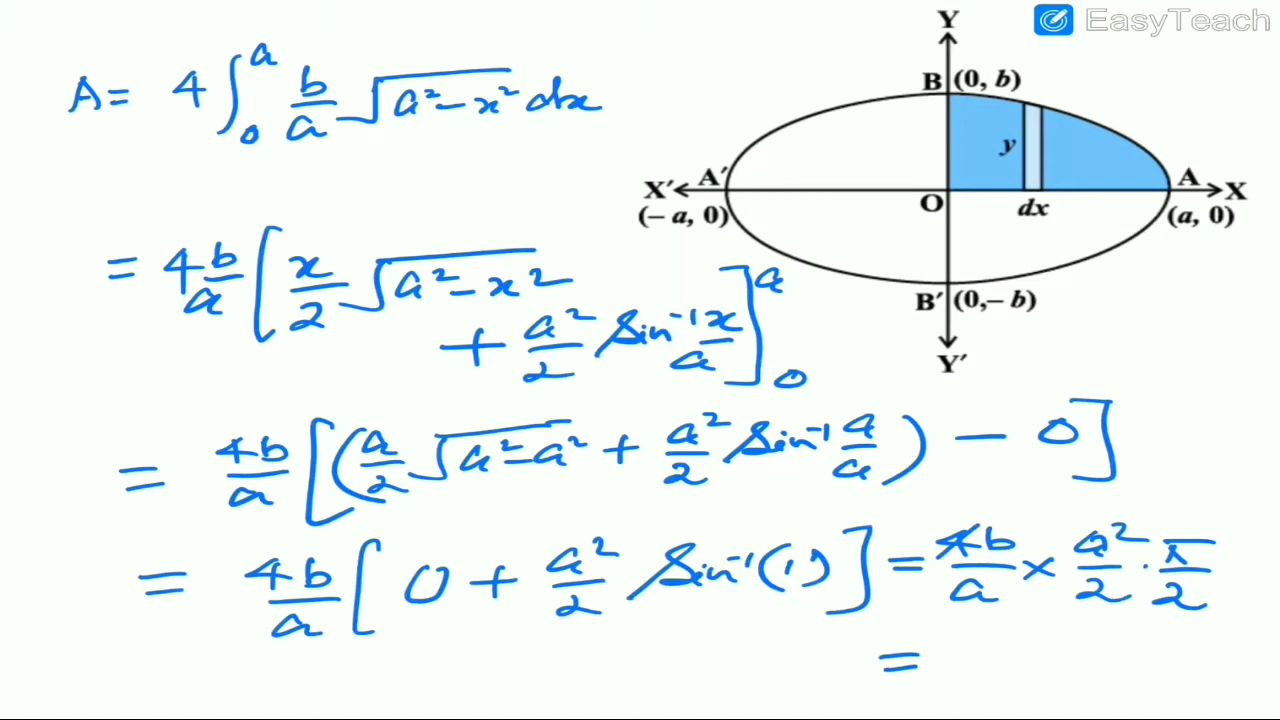 EasyTeach
A = 4 ∫₀ᵃ b/a √(a² − x²) dx
= 4 b/a [ x/2 √(a² − x²)
+ a²/2 sin⁻¹ x/a ]₀ᵃ
= 4b/a [ ( a/2 √(a² − a²) + a²/2 sin⁻¹ a/a ) − 0 ]
= 4b/a [ 0 + a²/2 sin⁻¹(1) ] = 4b/a × a²/2 · π/2
=
Y
B (0, b)
y
X′ A′ O A X
(– a, 0) dx (a, 0)
B′ (0,– b)
Y′